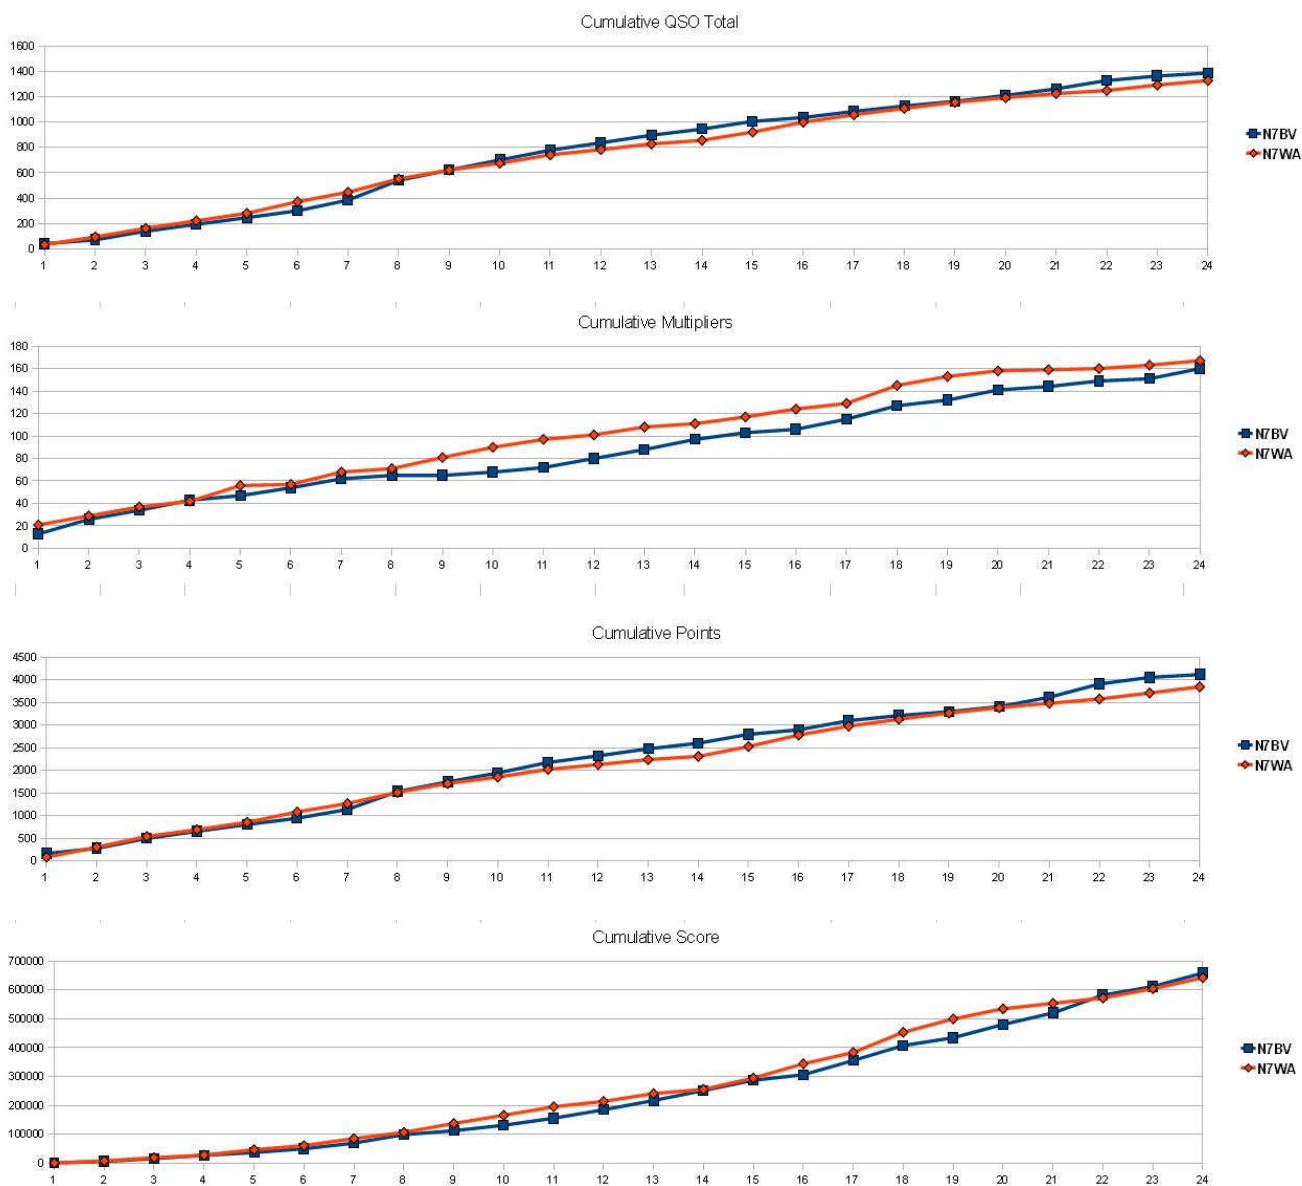 Cumulative QSO Total
1600
1400
1200
1000
800
600
400
200
0
1 2 3 4 5 6 7 8 9 10 11 12 13 14 15 16 17 18 19 20 21 22 23 24
N7BV
N7WA
Cumulative Multipliers
180
160
140
120
100
80
60
40
20
0
1 2 3 4 5 6 7 8 9 10 11 12 13 14 15 16 17 18 19 20 21 22 23 24
N7BV
N7WA
Cumulative Points
4500
4000
3500
3000
2500
2000
1500
1000
500
0
1 2 3 4 5 6 7 8 9 10 11 12 13 14 15 16 17 18 19 20 21 22 23 24
N7BV
N7WA
Cumulative Score
700000
600000
500000
400000
300000
200000
100000
0
1 2 3 4 5 6 7 8 9 10 11 12 13 14 15 16 17 18 19 20 21 22 23 24
N7BV
N7WA